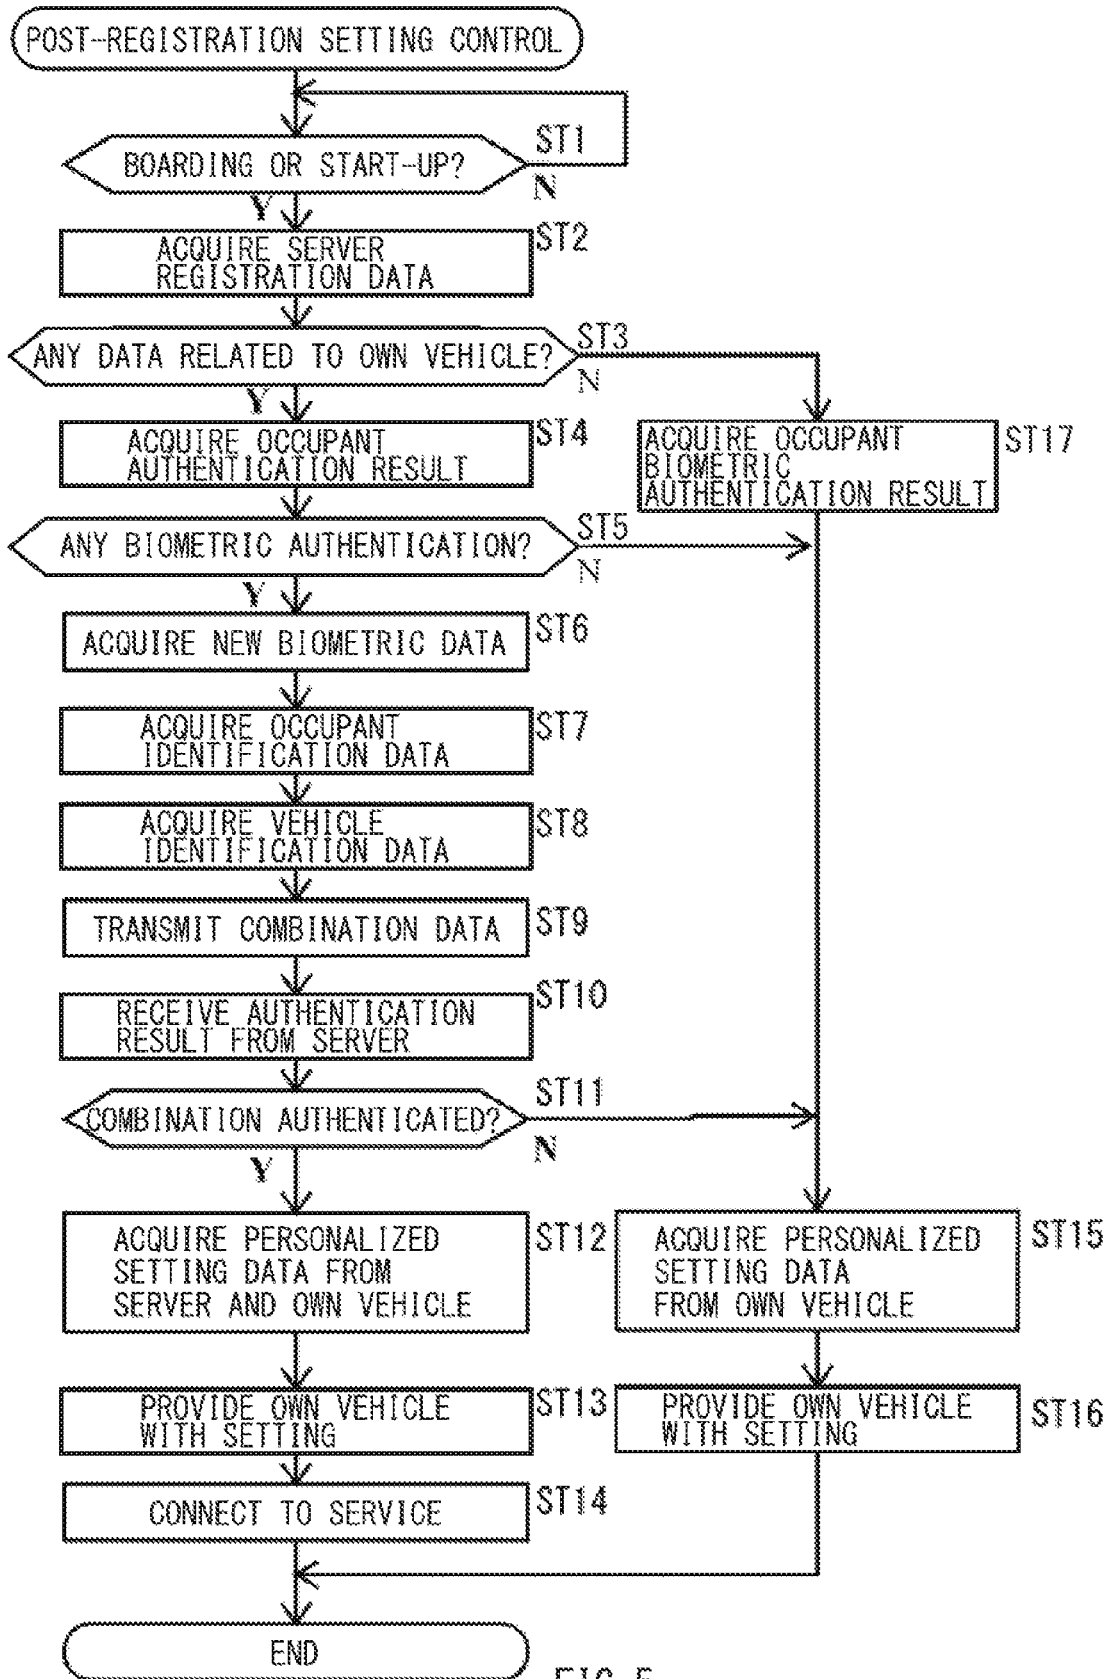 POST-REGISTRATION SETTING CONTROL
ST1
BOARDING OR START-UP?
N
Y
ST2
ACQUIRE SERVER
REGISTRATION DATA
ST3
ANY DATA RELATED TO OWN VEHICLE?
N
Y
ST4
ACQUIRE OCCUPANT
AUTHENTICATION RESULT
ACQUIRE OCCUPANT
BIOMETRIC
AUTHENTICATION RESULT
ST17
ST5
ANY BIOMETRIC AUTHENTICATION?
N
Y
ST6
ACQUIRE NEW BIOMETRIC DATA
ST7
ACQUIRE OCCUPANT
IDENTIFICATION DATA
ST8
ACQUIRE VEHICLE
IDENTIFICATION DATA
ST9
TRANSMIT COMBINATION DATA
ST10
RECEIVE AUTHENTICATION
RESULT FROM SERVER
ST11
COMBINATION AUTHENTICATED?
N
Y
ST12
ACQUIRE PERSONALIZED
SETTING DATA FROM
SERVER AND OWN VEHICLE
ST15
ACQUIRE PERSONALIZED
SETTING DATA
FROM OWN VEHICLE
ST13
PROVIDE OWN VEHICLE
WITH SETTING
ST16
PROVIDE OWN VEHICLE
WITH SETTING
ST14
CONNECT TO SERVICE
END